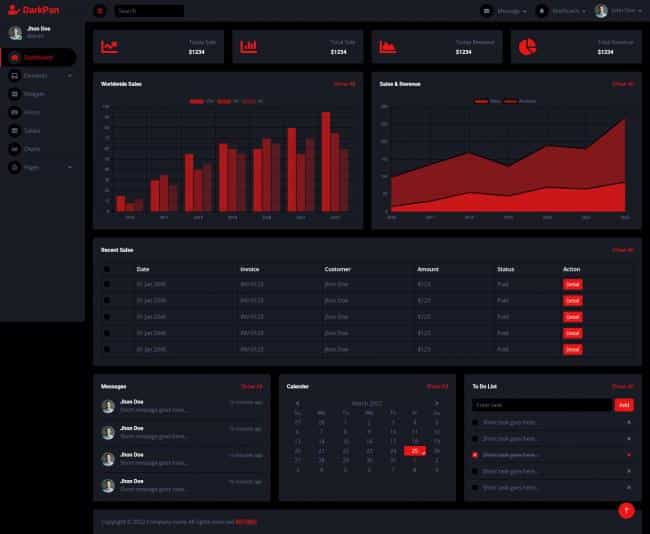 DarkPan
Search
Message
Notificatin
John Doe
Jhon Doe
Admin
Dashboard
Elements
Widgets
Forms
Tables
Charts
Pages
Today Sale
$1234
Total Sale
$1234
Today Revenue
$1234
Total Revenue
$1234
Worldwide Sales
Show All
Sales & Revenue
Show All
Sales
Revenue
Recent Sales
Show All
Date Invoice Customer Amount Status Action
01 Jan 2045 INV-0123 Jhon Doe $123 Paid Detail
01 Jan 2045 INV-0123 Jhon Doe $123 Paid Detail
01 Jan 2045 INV-0123 Jhon Doe $123 Paid Detail
01 Jan 2045 INV-0123 Jhon Doe $123 Paid Detail
01 Jan 2045 INV-0123 Jhon Doe $123 Paid Detail
Messages
Show All
Jhon Doe 15 minutes ago
Short message goes here...
Jhon Doe 15 minutes ago
Short message goes here...
Jhon Doe 15 minutes ago
Short message goes here...
Jhon Doe 15 minutes ago
Short message goes here...
Calender
Show All
March 2022
Su Mo Tu We Th Fr Sa
27 28 1 2 3 4 5
6 7 8 9 10 11 12
13 14 15 16 17 18 19
20 21 22 23 24 25 26
27 28 29 30 31 1 2
3 4 5 6 7 8 9
To Do List
Show All
Enter task
Add
Short task goes here...
Short task goes here...
Short task goes here...
Short task goes here...
Short task goes here...
Copyright © 2022 Company name All rights reserved